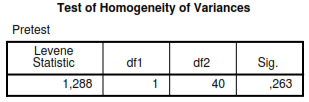 Test of Homogeneity of Variances
Pretest
Levene
Statistic df1 df2 Sig.
1,288 1 40 ,263